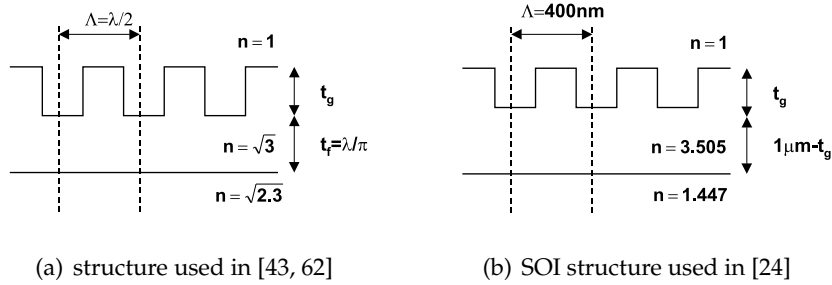 Λ=λ/2
n = 1
t_g
n = √3
t_f=λ/π
n=√2.3
(a) structure used in [43, 62]
Λ=400nm
n = 1
t_g
n = 3.505
1μm-t_g
n=1.447
(b) SOI structure used in [24]